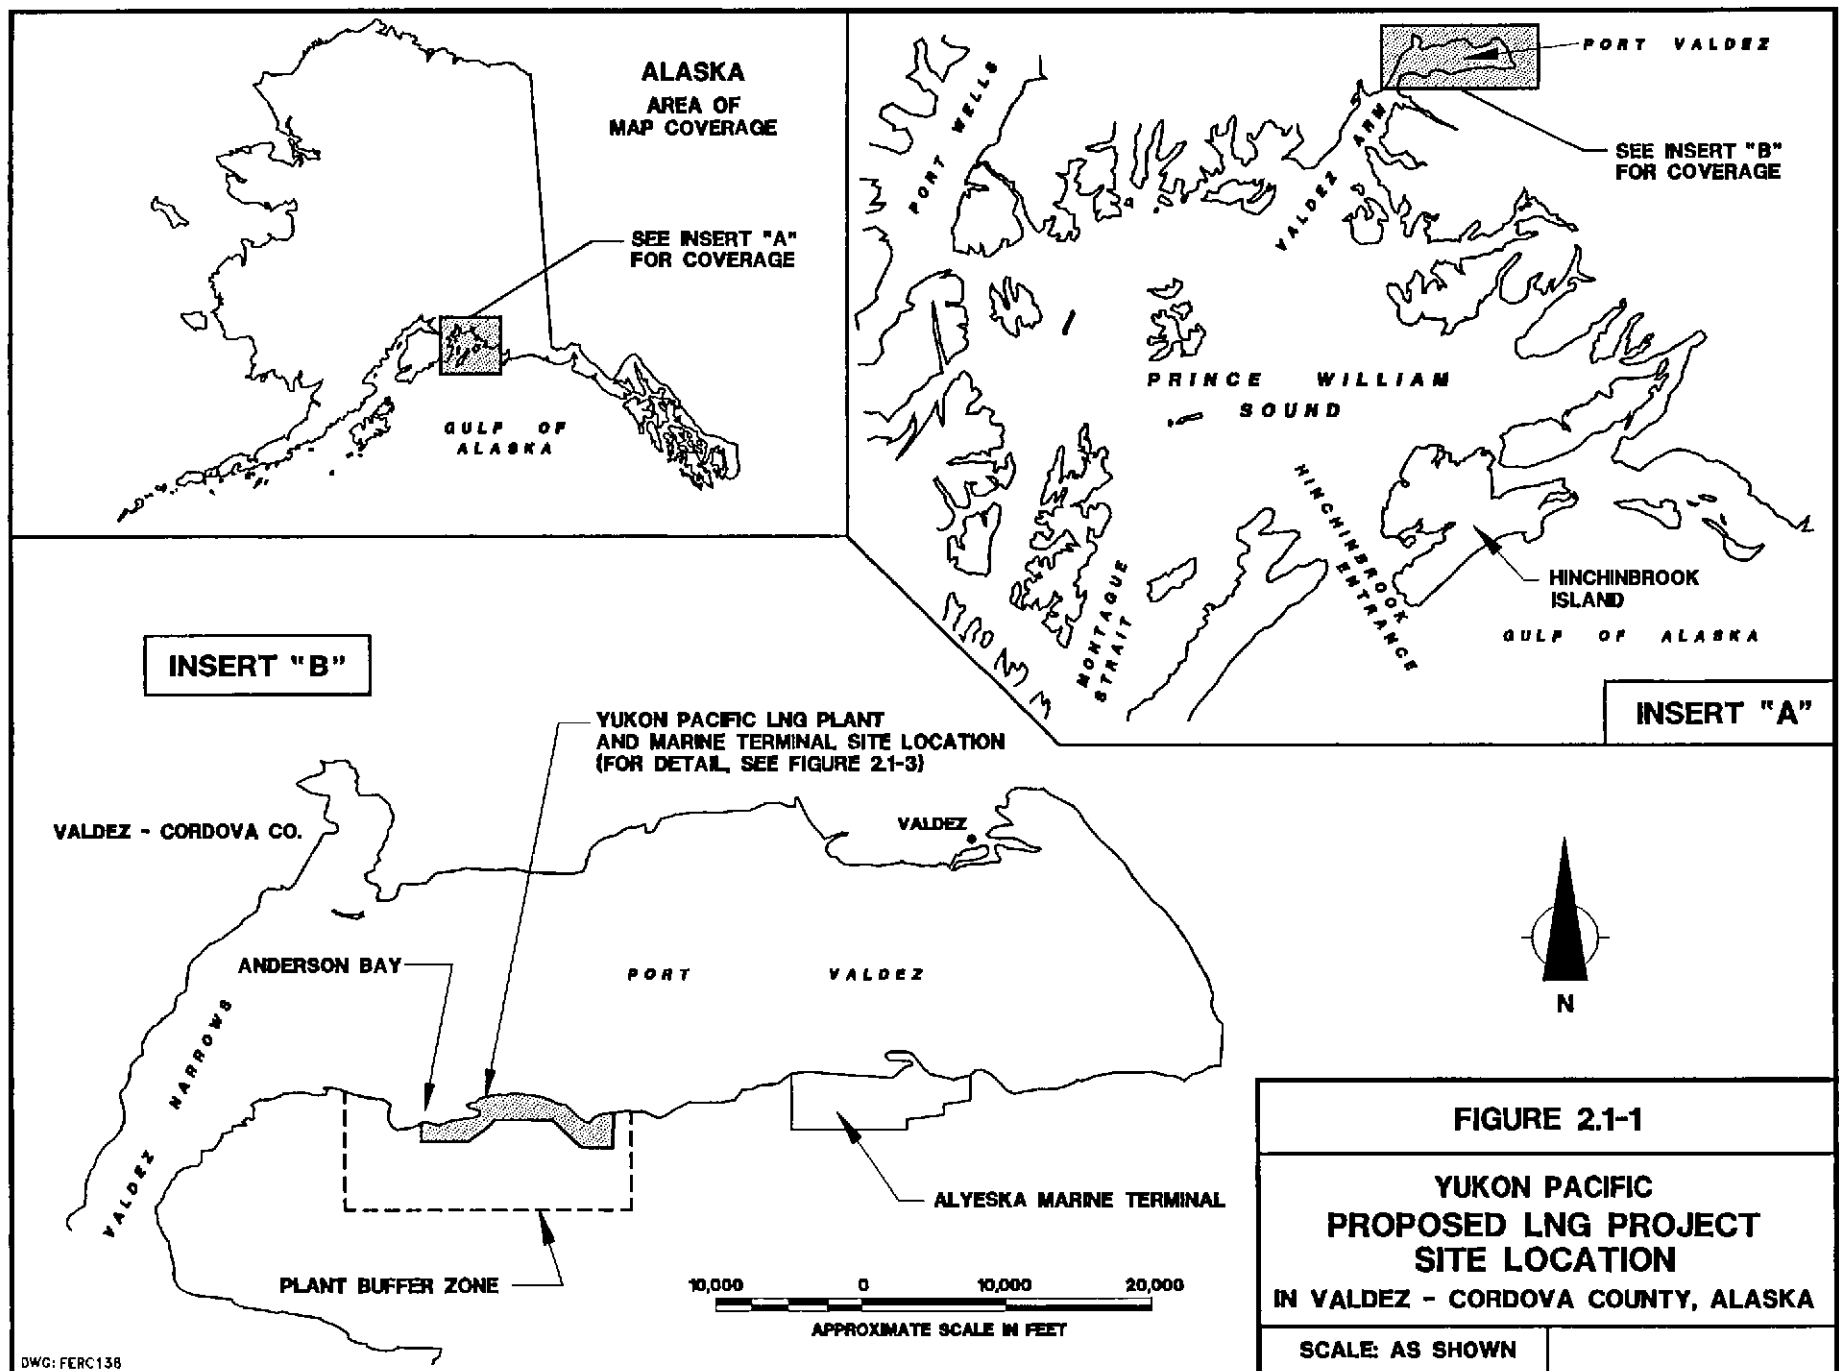 ALASKA
AREA OF
MAP COVERAGE
SEE INSERT "A"
FOR COVERAGE
GULF OF
ALASKA
PORT VALDEZ
PORT WELLS
VALDEZ ARM
SEE INSERT "B"
FOR COVERAGE
PRINCE WILLIAM
SOUND
HINCHINBROOK
ENTRANCE
HINCHINBROOK
ISLAND
MONTAGUE
STRAIT
GULF OF ALASKA
INSERT "A"
INSERT "B"
YUKON PACIFIC LNG PLANT
AND MARINE TERMINAL SITE LOCATION
(FOR DETAIL, SEE FIGURE 2.1-3)
VALDEZ - CORDOVA CO.
VALDEZ
ANDERSON BAY
PORT VALDEZ
VALDEZ NARROWS
N
ALYESKA MARINE TERMINAL
PLANT BUFFER ZONE
10,000 0 10,000 20,000
APPROXIMATE SCALE IN FEET
FIGURE 2.1-1
YUKON PACIFIC
PROPOSED LNG PROJECT
SITE LOCATION
IN VALDEZ - CORDOVA COUNTY, ALASKA
SCALE: AS SHOWN
DWG: FERC138